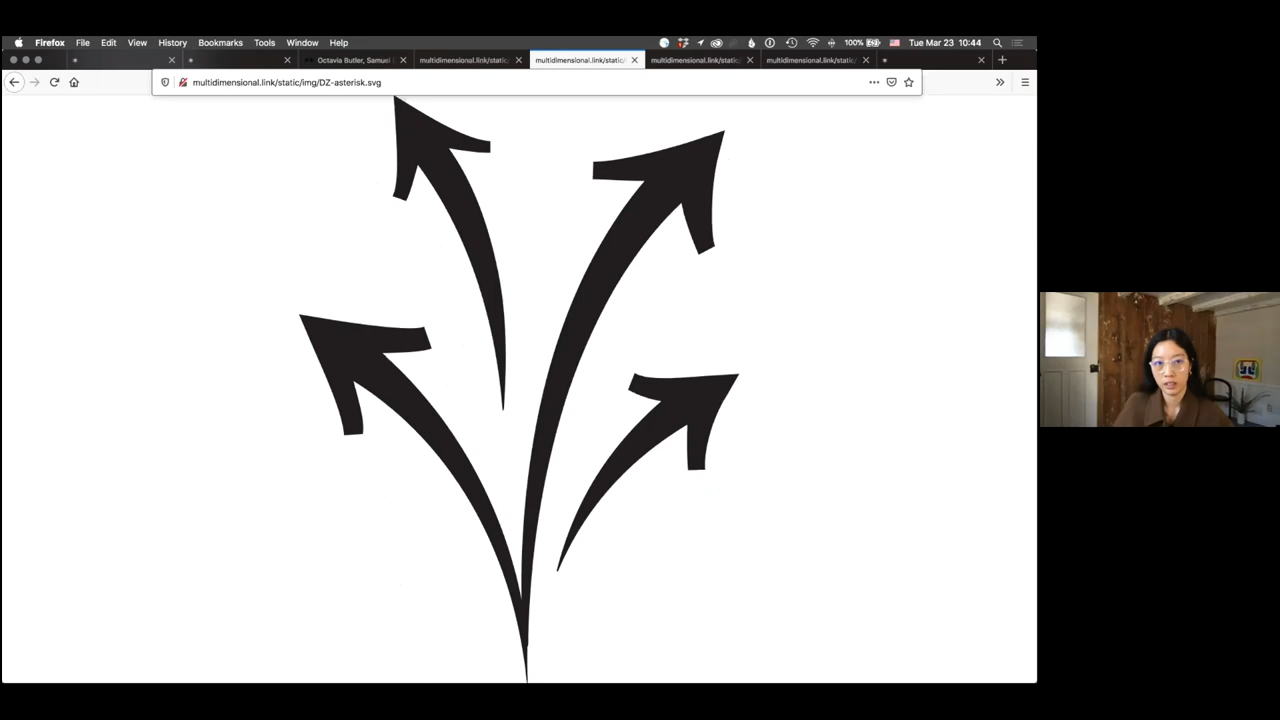 Firefox File Edit View History Bookmarks Tools Window Help 100% Tue Mar 23 10:44
Octavia Butler, Samuel multidimensional.link/static/ multidimensional.link/static/ multidimensional.link/static/ multidimensional.link/static/
multidimensional.link/static/img/DZ-asterisk.svg